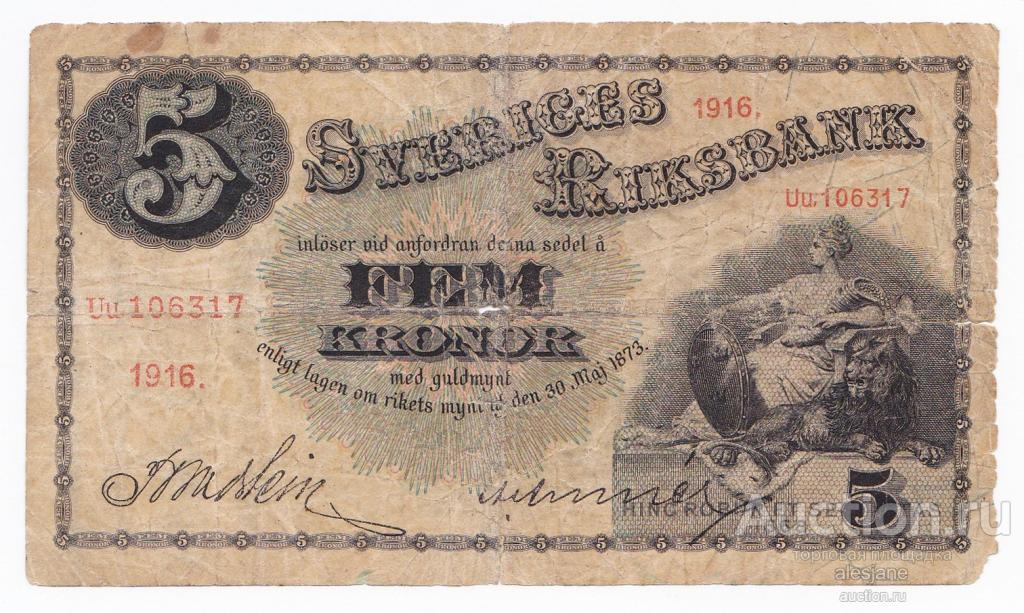 5
SVERIGES
1916.
RIKSBANK
Uu.106317
inlöser vid anfordran denna sedel å
FEM
KRONOR
Uu.106317
1916.
med guldmynt
enligt lagen om rikets mynt af den 30 Maj 1873.
5
Auction.ru
торговая площадка
alesjane
auction.ru